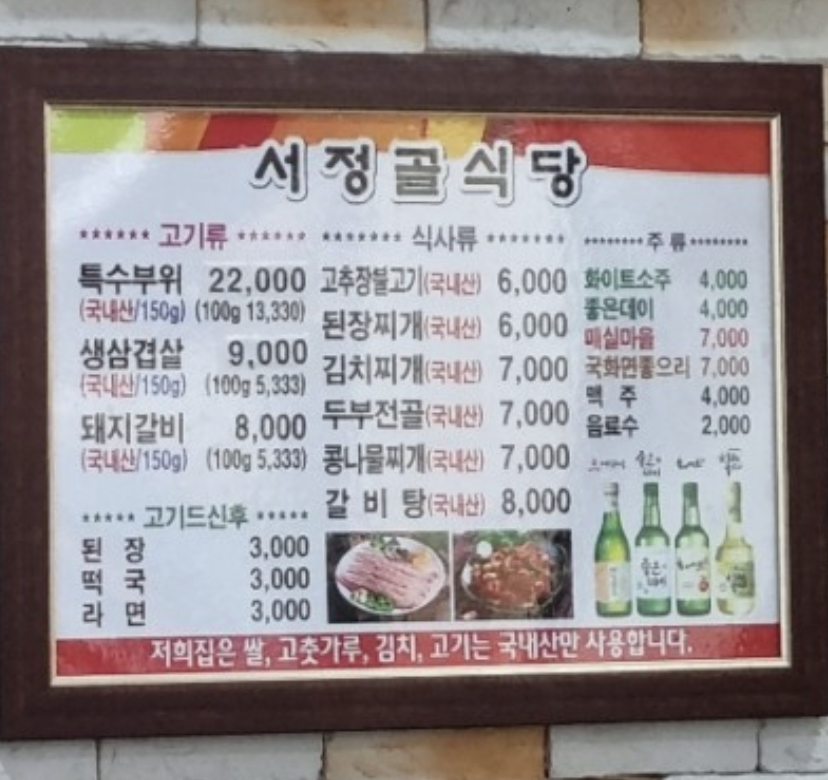 서정골식당
****** 고기류 ******
특수부위 22,000
(국내산/150g) (100g 13,330)
생삼겹살 9,000
(국내산/150g) (100g 5,333)
돼지갈비 8,000
(국내산/150g) (100g 5,333)
***** 고기드신후 *****
된 장 3,000
떡 국 3,000
라 면 3,000
******* 식사류 *******
고추장불고기(국내산) 6,000
된장찌개(국내산) 6,000
김치찌개(국내산) 7,000
두부전골(국내산) 7,000
콩나물찌개(국내산) 7,000
갈 비 탕(국내산) 8,000
********주 류********
화이트소주 4,000
좋은데이 4,000
매실마을 7,000
국화면좋으리 7,000
맥 주 4,000
음료수 2,000
저희집은 쌀, 고춧가루, 김치, 고기는 국내산만 사용합니다.